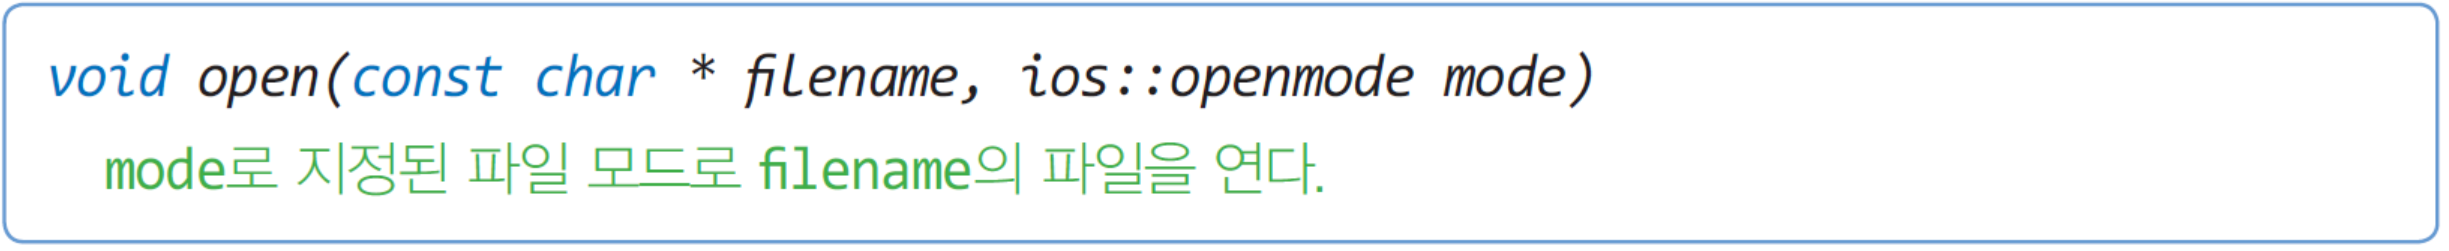 void open(const char * filename, ios::openmode mode)
mode로 지정된 파일 모드로 filename의 파일을 연다.